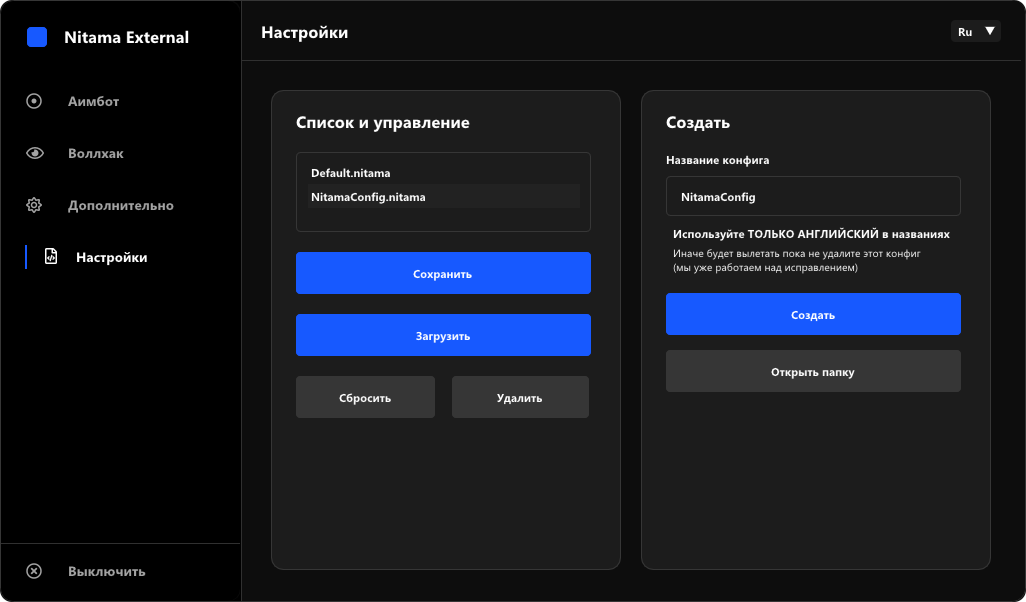 Nitama External
Аимбот
Воллхак
Дополнительно
Настройки
Выключить
Настройки
Ru
Список и управление
Default.nitama
NitamaConfig.nitama
Сохранить
Загрузить
Сбросить
Удалить
Создать
Название конфига
NitamaConfig
Используйте ТОЛЬКО АНГЛИЙСКИЙ в названиях
Иначе будет вылетать пока не удалите этот конфиг
(мы уже работаем над исправлением)
Создать
Открыть папку